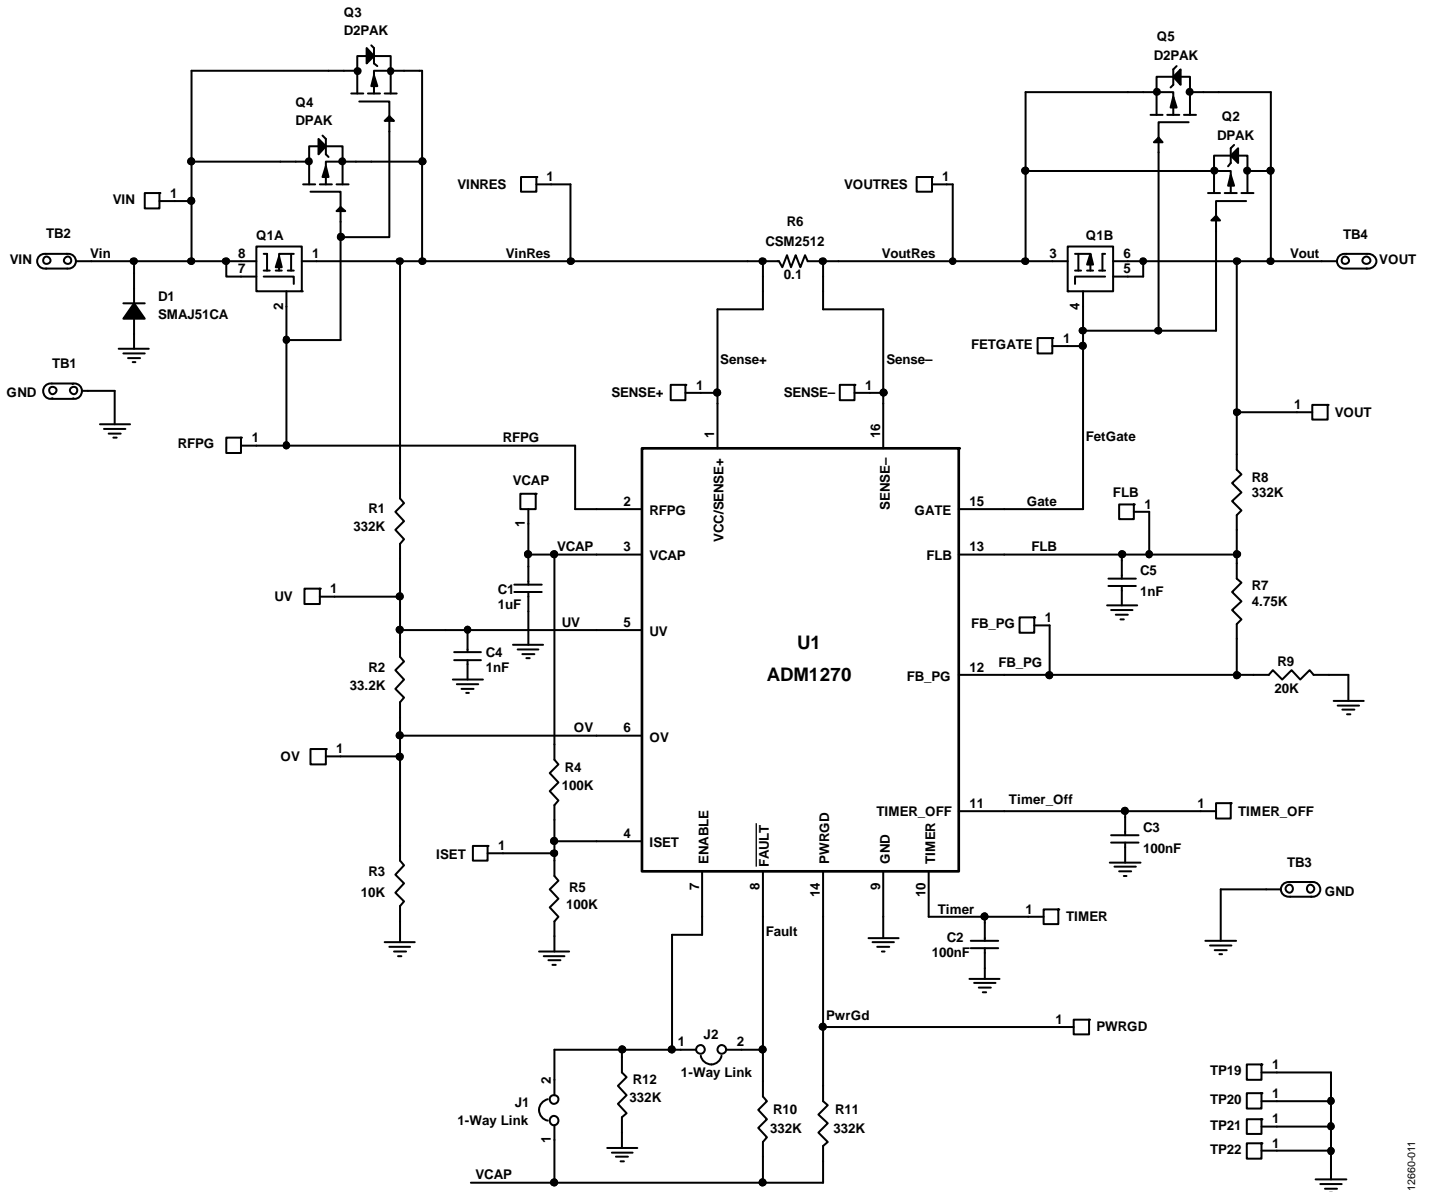 Q3
D2PAK
Q4
DPAK
Q5
D2PAK
Q2
DPAK
VIN 1
VINRES 1
VOUTRES 1
R6
CSM2512
0.1
TB2
VIN
Vin
Q1A
8
7
1
2
VinRes
VoutRes
Q1B
3
6
5
4
Vout
TB4
VOUT
D1
SMAJ51CA
TB1
GND
FETGATE 1
Sense+
Sense–
SENSE+ 1
SENSE– 1
1 VOUT
RFPG 1
RFPG
1
16
FetGate
VCC/SENSE+
SENSE–
VCAP
1
R1
332K
2 RFPG
GATE 15 Gate
FLB
1
R8
332K
VCAP 3 VCAP
FLB 13 FLB
C1
1uF
C5
1nF
R7
4.75K
UV 1
UV 5 UV
C4
1nF
U1
ADM1270
FB_PG 1
FB_PG 12 FB_PG
R2
33.2K
R9
20K
OV 6 OV
OV 1
R4
100K
TIMER_OFF 11 Timer_Off
1 TIMER_OFF
C3
100nF
4 ISET
ISET 1
ENABLE
FAULT
PWRGD
GND
TIMER
R3
10K
R5
100K
7
8
14
9
10
TB3
GND
Timer
1 TIMER
C2
100nF
Fault
PwrGd
1 PWRGD
J2
1 2
1-Way Link
R12
332K
2
J1
1-Way Link
1
R10
332K
R11
332K
VCAP
TP19 1
TP20 1
TP21 1
TP22 1
12660-011